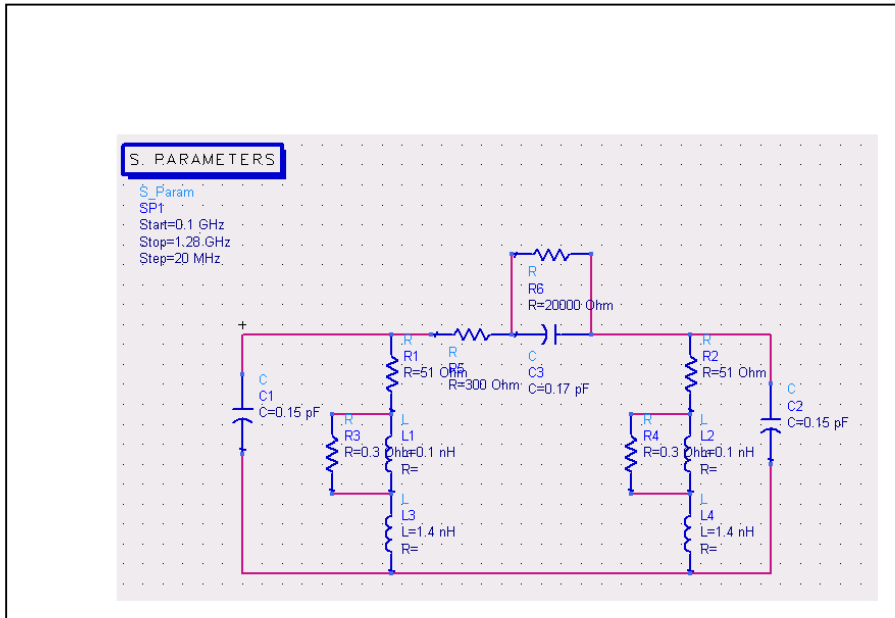 S. PARAMETERS
S_Param
SP1
Start=0.1 GHz
Stop=1.28 GHz
Step=20 MHz
R
R6
R=20000 Ohm
R
R5
R=300 Ohm
C
C3
C=0.17 pF
R
R1
R=51 Ohm
R
R2
R=51 Ohm
C
C1
C=0.15 pF
C
C2
C=0.15 pF
R
R3
R=0.3 Ohm
L
L1
L=0.1 nH
R=
R
R4
R=0.3 Ohm
L
L2
L=0.1 nH
R=
L
L3
L=1.4 nH
R=
L
L4
L=1.4 nH
R=